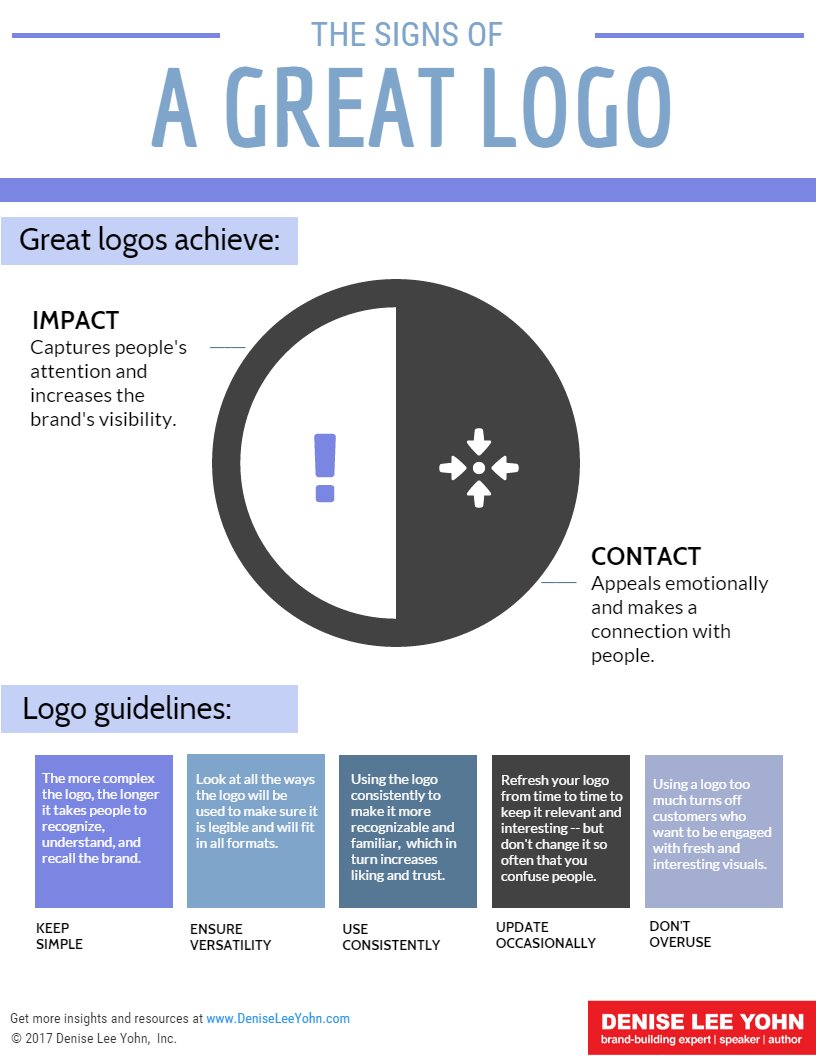 THE SIGNS OF
A GREAT LOGO
Great logos achieve:
IMPACT
Captures people's
attention and
increases the
brand's visibility.
!
CONTACT
Appeals emotionally
and makes a
connection with
people.
Logo guidelines:
The more complex
the logo, the longer
it takes people to
recognize,
understand, and
recall the brand.
KEEP
SIMPLE
Look at all the ways
the logo will be
used to make sure it
is legible and will fit
in all formats.
ENSURE
VERSATILITY
Using the logo
consistently to
make it more
recognizable and
familiar, which in
turn increases
liking and trust.
USE
CONSISTENTLY
Refresh your logo
from time to time to
keep it relevant and
interesting -- but
don't change it so
often that you
confuse people.
UPDATE
OCCASIONALLY
Using a logo too
much turns off
customers who
want to be engaged
with fresh and
interesting visuals.
DON'T
OVERUSE
Get more insights and resources at www.DeniseLeeYohn.com
© 2017 Denise Lee Yohn, Inc.
DENISE LEE YOHN
brand-building expert | speaker | author